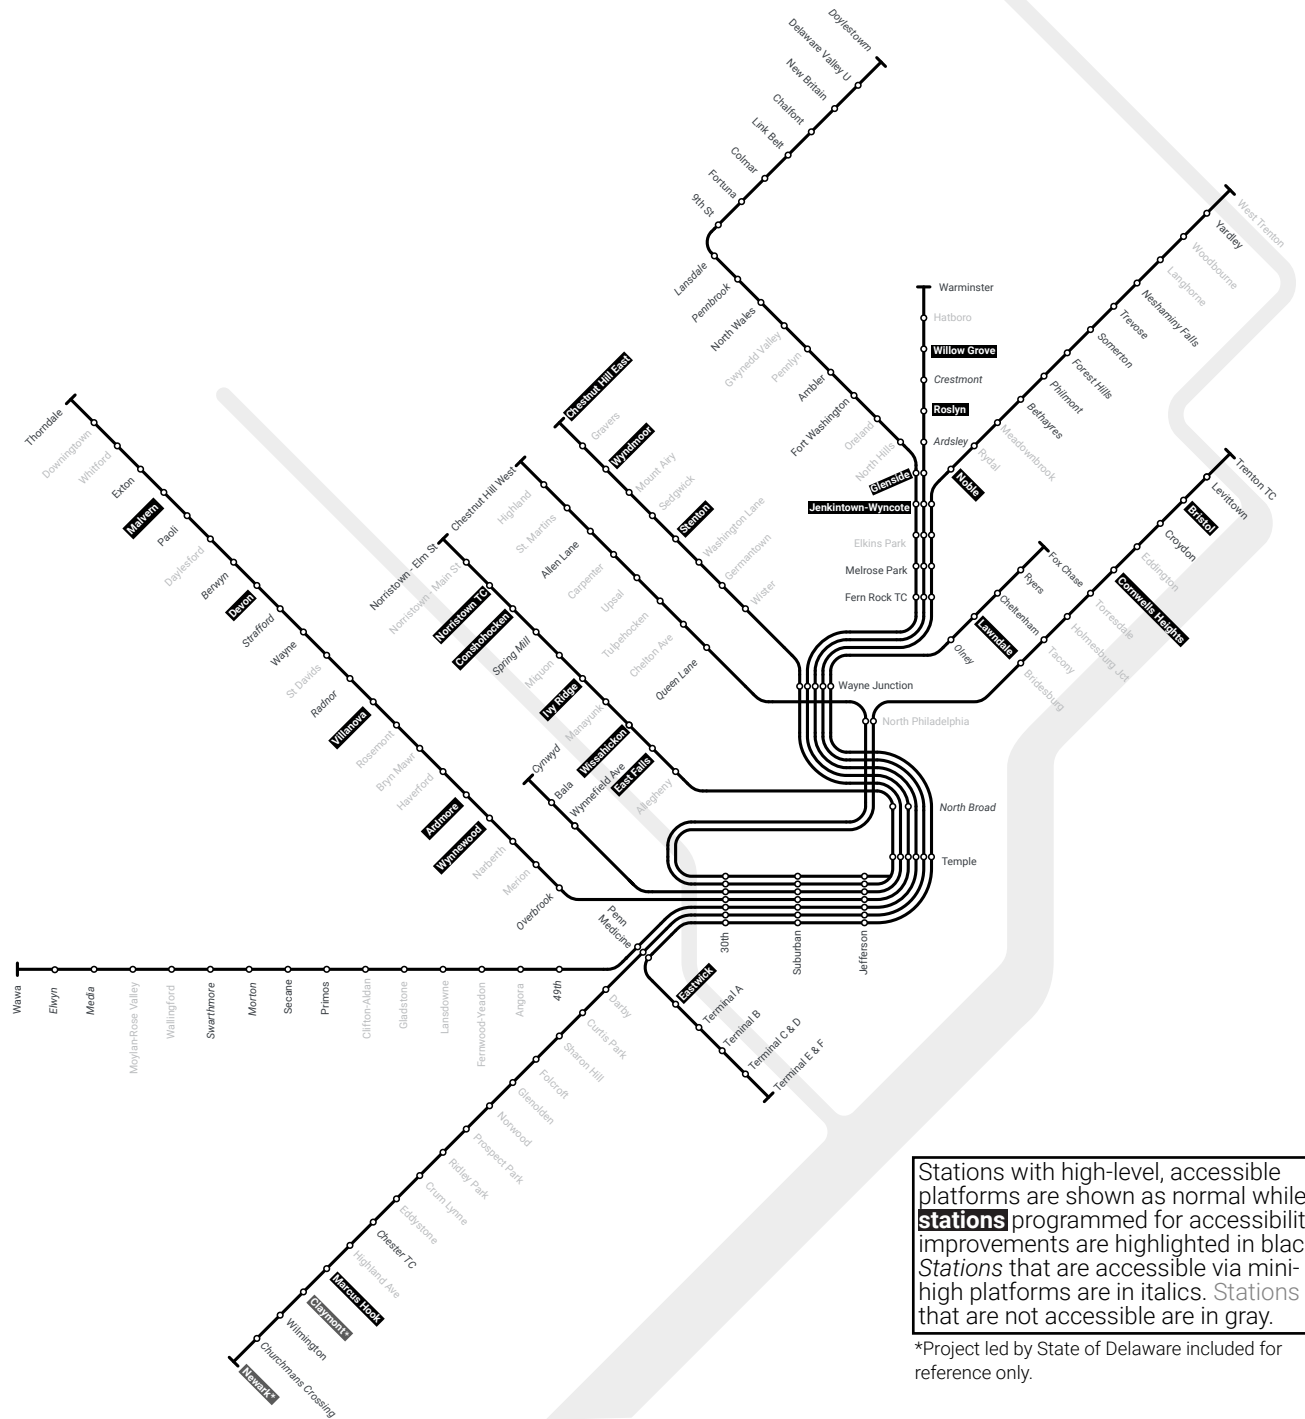 Doylestown
Delaware Valley U
New Britain
Chalfont
Link Belt
Colmar
Fortuna
9th St
Lansdale
Pennbrook
North Wales
Gwynedd Valley
Pennlyn
Ambler
Fort Washington
Oreland
North Hills
Glenside
Jenkintown-Wyncote
Elkins Park
Melrose Park
Fern Rock TC
Warminster
Hatboro
Willow Grove
Crestmont
Roslyn
Ardsley
West Trenton
Yardley
Woodbourne
Langhorne
Neshaminy Falls
Trevose
Somerton
Forest Hills
Philmont
Bethayres
Meadowbrook
Rydal
Noble
Trenton TC
Levittown
Bristol
Croydon
Eddington
Cornwells Heights
Torresdale
Holmesburg Jct
Tacony
Bridesburg
Fox Chase
Ryers
Cheltenham
Lawndale
Olney
Wayne Junction
North Philadelphia
North Broad
Temple
Chestnut Hill East
Gravers
Wyndmoor
Mount Airy
Sedgwick
Stenton
Washington Lane
Germantown
Wister
Chestnut Hill West
Highland
St. Martins
Allen Lane
Carpenter
Upsal
Tulpehocken
Chelton Ave
Queen Lane
Norristown - Elm St
Norristown - Main St
Norristown TC
Conshohocken
Spring Mill
Miquon
Ivy Ridge
Manayunk
Wissahickon
East Falls
Allegheny
Cynwyd
Bala
Wynnefield Ave
Thorndale
Downingtown
Whitford
Exton
Malvern
Paoli
Daylesford
Berwyn
Devon
Strafford
Wayne
St Davids
Radnor
Villanova
Rosemont
Bryn Mawr
Haverford
Ardmore
Wynnewood
Narberth
Merion
Overbrook
Penn
Medicine
30th
Suburban
Jefferson
Wawa
Elwyn
Media
Moylan-Rose Valley
Wallingford
Swarthmore
Morton
Secane
Primos
Clifton-Aldan
Gladstone
Lansdowne
Fernwood-Yeadon
Angora
49th
Eastwick
Terminal A
Terminal B
Terminal C & D
Terminal E & F
Darby
Curtis Park
Sharon Hill
Folcroft
Glenolden
Norwood
Prospect Park
Ridley Park
Crum Lynne
Eddystone
Chester TC
Highland Ave
Marcus Hook
Claymont*
Wilmington
Churchmans Crossing
Newark*
Stations with high-level, accessible
platforms are shown as normal while
stations programmed for accessibilit
improvements are highlighted in blac
Stations that are accessible via mini-
high platforms are in italics. Stations
that are not accessible are in gray.
*Project led by State of Delaware included for
reference only.